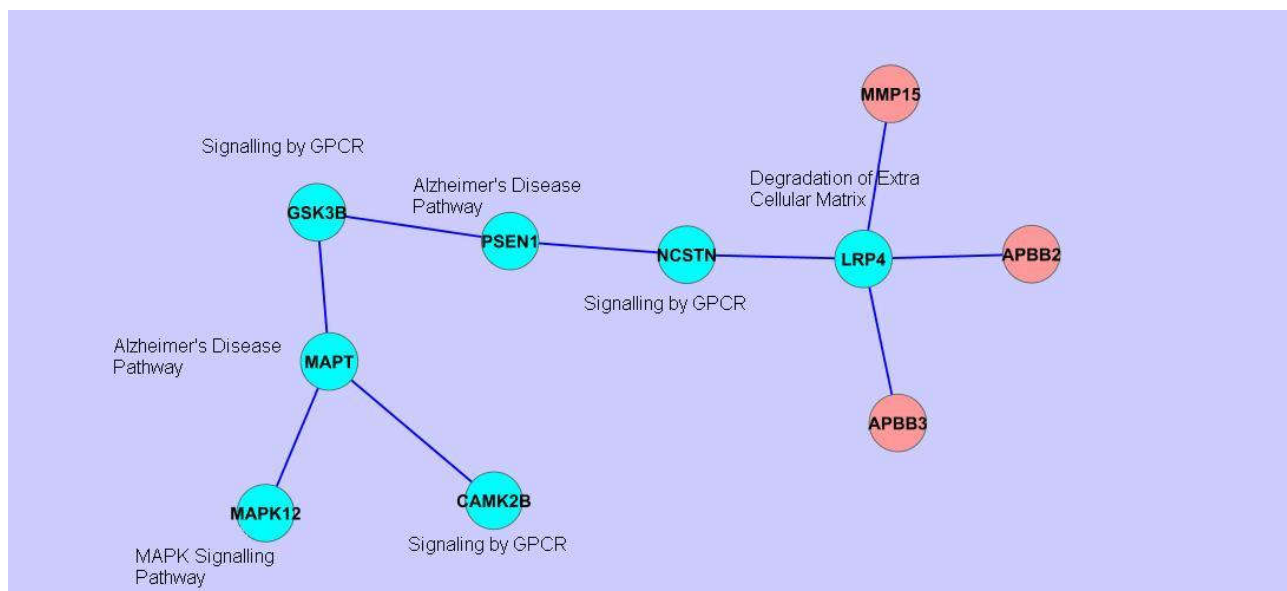 MMP15
Signalling by GPCR
Degradation of Extra
Cellular Matrix
Alzheimer's Disease
Pathway
GSK3B
PSEN1
NCSTN
LRP4
APBB2
Signalling by GPCR
Alzheimer's Disease
Pathway
MAPT
APBB3
CAMK2B
MAPK12
Signaling by GPCR
MAPK Signalling
Pathway